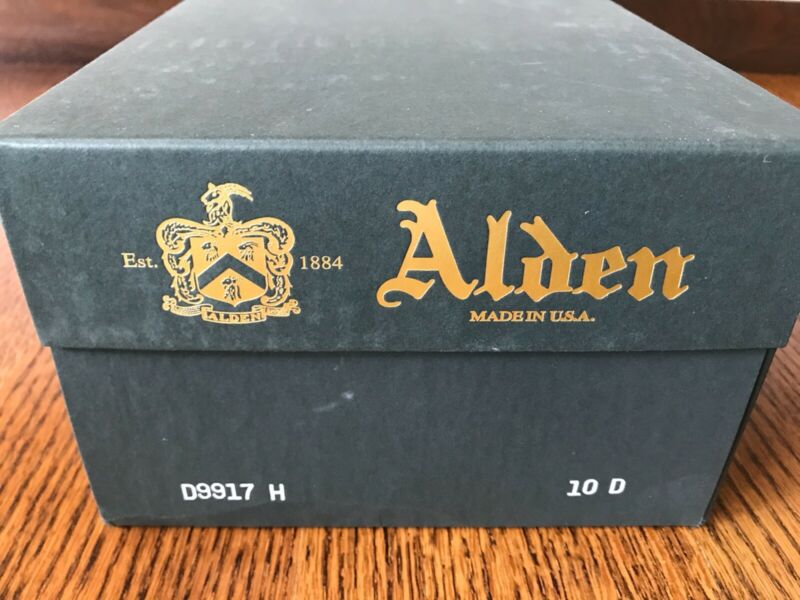 Est. 1884
ALDEN
Alden
MADE IN U.S.A.
D9917 H
10 D